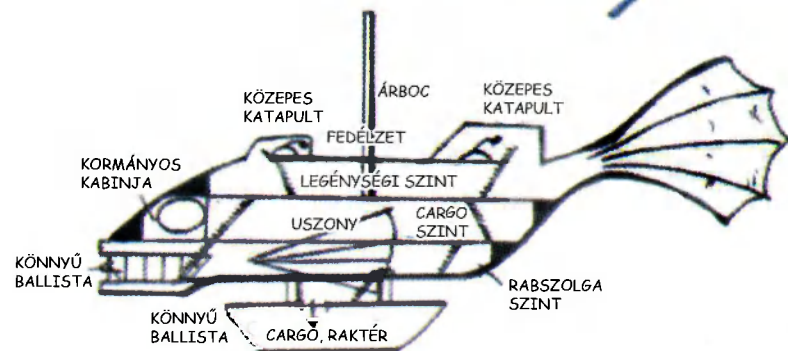 KÖZEPES
KATAPULT
ÁRBOC
KÖZEPES
KATAPULT
FEDÉLZET
KORMÁNYOS
KABINJA
LEGÉNYSÉGI SZINT
USZONY
CARGO
SZINT
KÖNNYŰ
BALLISTA
RABSZOLGA
SZINT
KÖNNYŰ
BALLISTA
CARGO, RAKTÉR